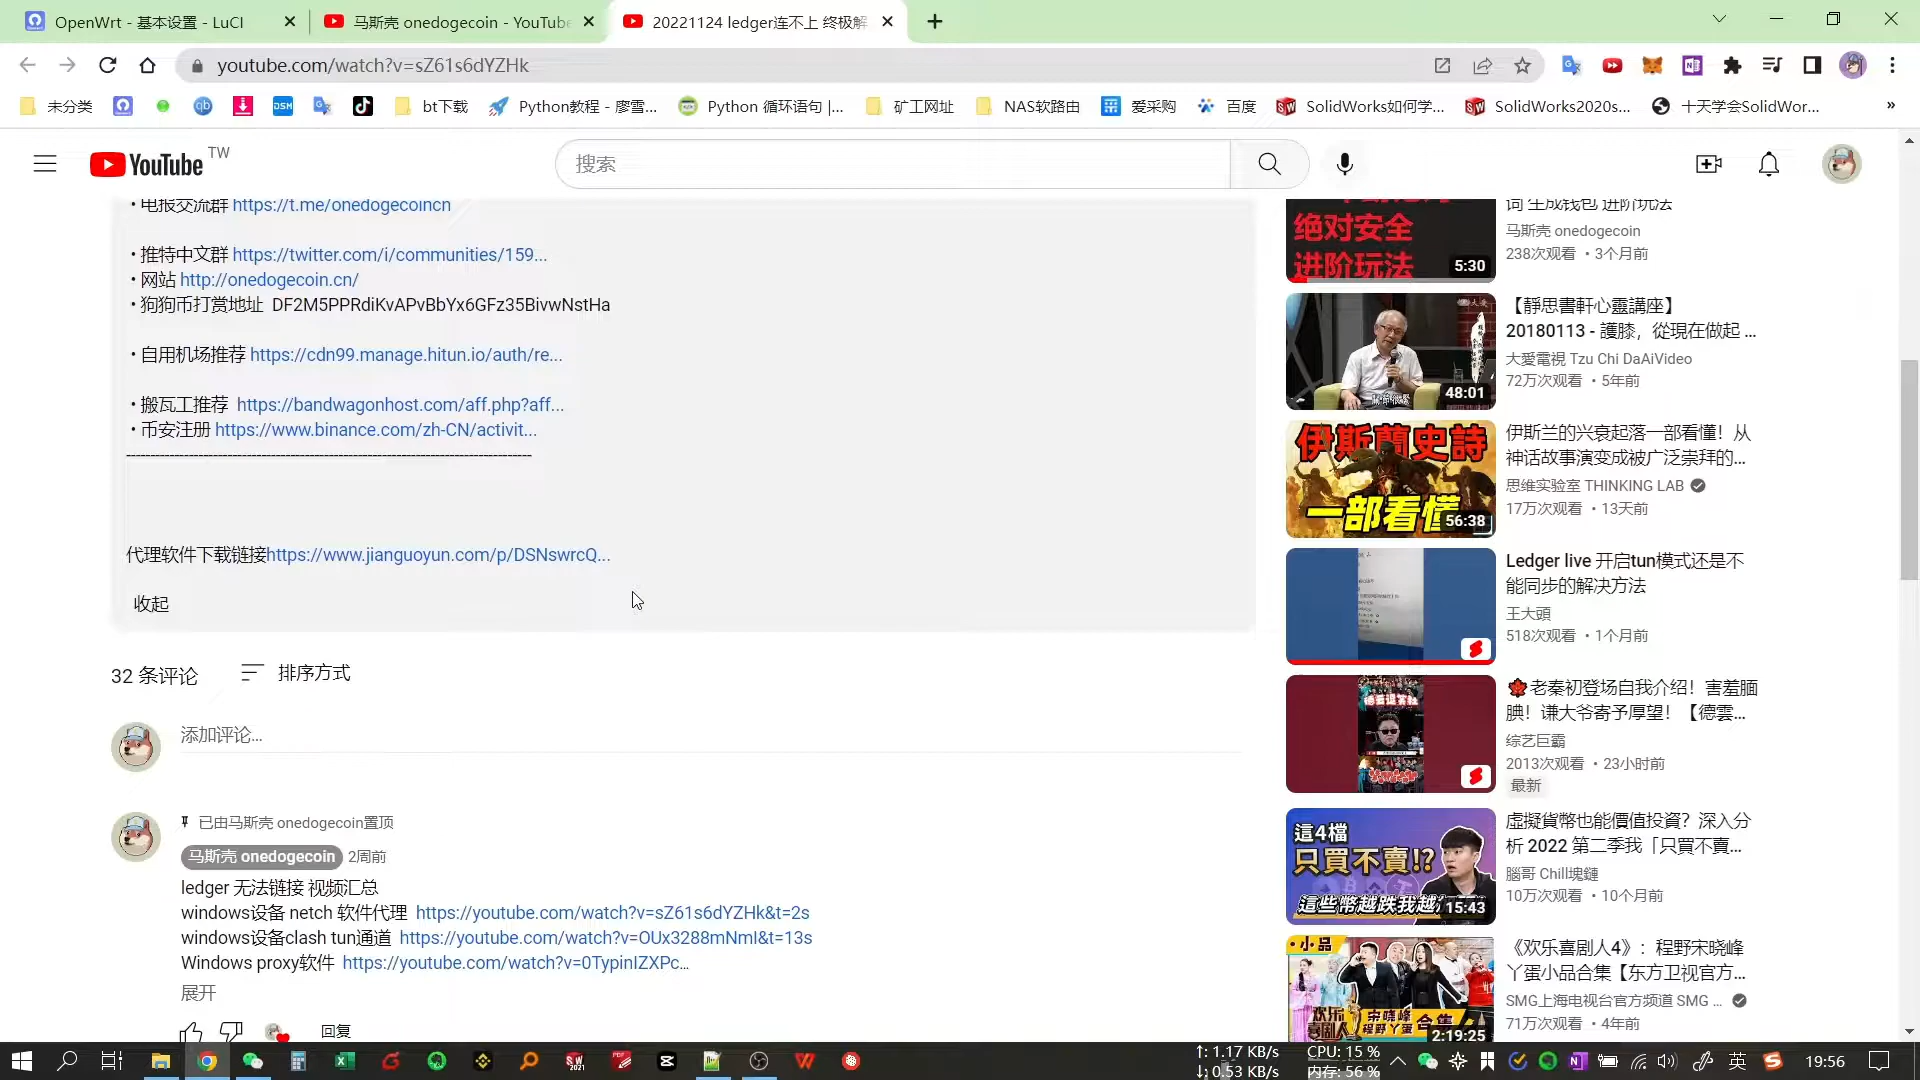 OpenWrt - 基本设置 - LuCI
马斯壳 onedogecoin - YouTube
20221124 ledger连不上 终极解
youtube.com/watch?v=sZ61s6dYZHk
未分类
bt下载
Python教程 - 廖雪...
Python 循环语句 |...
矿工网址
NAS软路由
爱采购
百度
SolidWorks如何学...
SolidWorks2020s...
十天学会SolidWor...
YouTube TW
搜索
• 电报交流群 https://t.me/onedogecoincn
• 推特中文群 https://twitter.com/i/communities/159...
• 网站 http://onedogecoin.cn/
• 狗狗币打赏地址 DF2M5PPRdiKvAPvBbYx6GFz35BivwNstHa
• 自用机场推荐 https://cdn99.manage.hitun.io/auth/re...
• 搬瓦工推荐 https://bandwagonhost.com/aff.php?aff...
• 币安注册 https://www.binance.com/zh-CN/activit...
代理软件下载链接https://www.jianguoyun.com/p/DSNswrcQ...
收起
32 条评论
排序方式
添加评论...
已由马斯壳 onedogecoin置顶
马斯壳 onedogecoin 2周前
ledger 无法链接 视频汇总
windows设备 netch 软件代理 https://youtube.com/watch?v=sZ61s6dYZHk&t=2s
windows设备clash tun通道 https://youtube.com/watch?v=OUx3288mNmI&t=13s
Windows proxy软件 https://youtube.com/watch?v=0TypinIZXPc...
展开
回复
绝对安全
进阶玩法
5:30
词 生成钱包 进阶玩法
马斯壳 onedogecoin
238次观看 • 3个月前
48:01
【靜思書軒心靈講座】
20180113 - 護膝，從現在做起 ...
大愛電視 Tzu Chi DaAiVideo
72万次观看 • 5年前
伊斯蘭史詩
一部看懂
56:38
伊斯兰的兴衰起落一部看懂！从
神话故事演变成被广泛崇拜的...
思维实验室 THINKING LAB
17万次观看 • 13天前
Ledger live 开启tun模式还是不
能同步的解决方法
王大頭
518次观看 • 1个月前
老秦初登场自我介绍！害羞腼
腆！谦大爷寄予厚望！【德雲...
综艺巨霸
2013次观看 • 23小时前
最新
這4檔
只買不賣!?
這些幣越跌我越
15:43
虛擬貨幣也能價值投資？深入分
析 2022 第二季我「只買不賣...
腦哥 Chill塊鏈
10万次观看 • 10个月前
小品
欢乐
宋晓峰
程野丫蛋
合集
2:19:25
《欢乐喜剧人4》：程野宋晓峰
丫蛋小品合集【东方卫视官方...
SMG上海电视台官方频道 SMG ...
71万次观看 • 4年前
↑: 1.17 KB/s
↓: 0.53 KB/s
CPU: 15 %
内存: 56 %
英
19:56